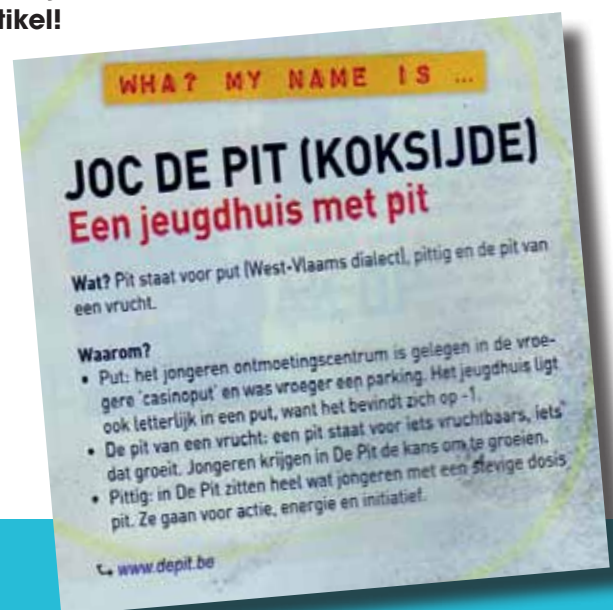 tikel!
WHA? MY NAME IS ...
JOC DE PIT (KOKSIJDE)
Een jeugdhuis met pit
Wat? Pit staat voor put (West-Vlaams dialect), pittig en de pit van
een vrucht.
Waarom?
• Put: het jongeren ontmoetingscentrum is gelegen in de vroe-
gere 'casinoput' en was vroeger een parking. Het jeugdhuis ligt
ook letterlijk in een put, want het bevindt zich op -1.
• De pit van een vrucht: een pit staat voor iets vruchtbaars, iets
dat groeit. Jongeren krijgen in De Pit de kans om te groeien.
• Pittig: in De Pit zitten heel wat jongeren met een stevige dosis
pit. Ze gaan voor actie, energie en initiatief.
www.depit.be